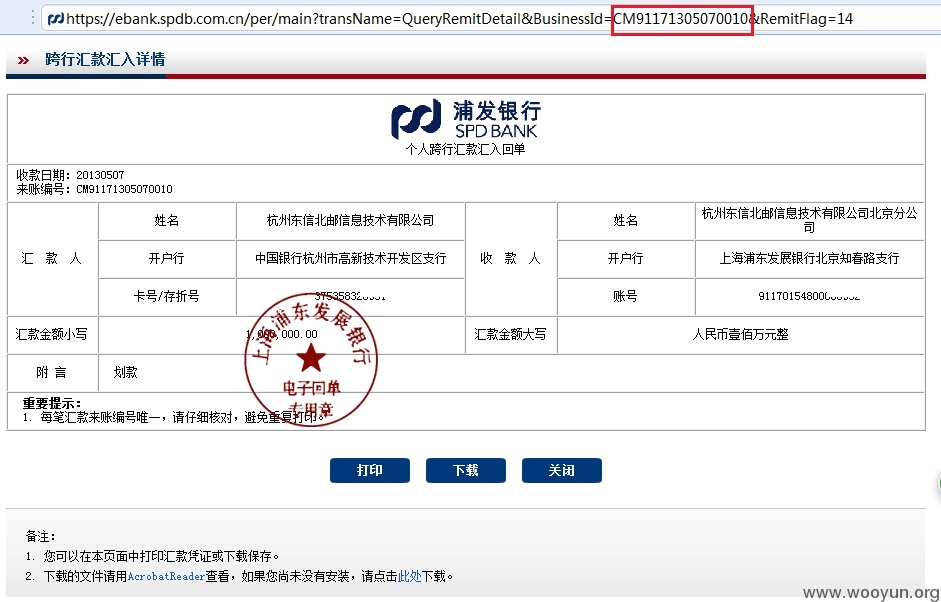 https://ebank.spdb.com.cn/per/main?transName=QueryRemitDetail&BusinessId=CM91171305070010&RemitFlag=14
跨行汇款汇入详情
浦发银行
SPD BANK
个人跨行汇款汇入回单
收款日期：20130507
来账编号：CM91171305070010
汇 款 人
姓名
杭州东信北邮信息技术有限公司
收 款 人
姓名
杭州东信北邮信息技术有限公司北京分公
司
开户行
中国银行杭州市高新技术开发区支行
开户行
上海浦东发展银行北京知春路支行
卡号/存折号
账号
汇款金额小写
1,000,000.00
汇款金额大写
人民币壹佰万元整
附 言
划款
上海浦东发展银行
电子回单
专用章
重要提示：
1. 每笔汇款来账编号唯一，请仔细核对，避免重复打印。
打印
下载
关闭
备注：
1. 您可以在本页面中打印汇款凭证或下载保存。
2. 下载的文件请用AcrobatReader查看，如果您尚未没有安装，请点击此处下载。
www.wooyun.org